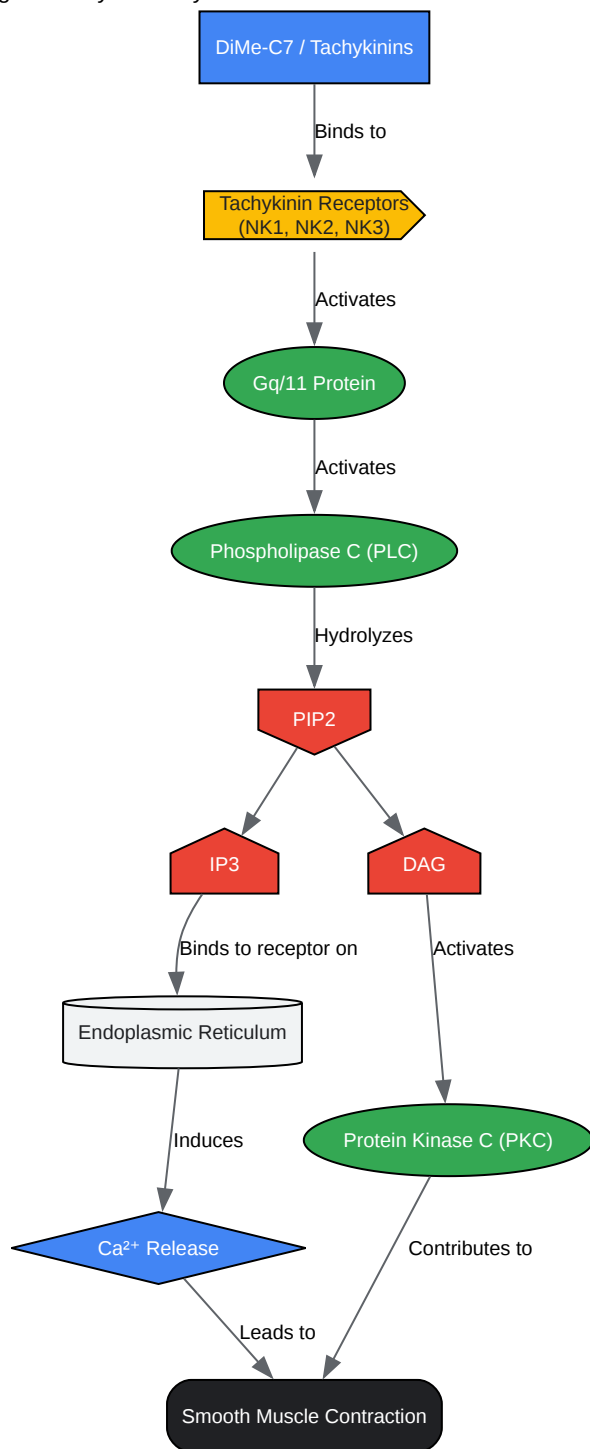 DiMe-C7 / Tachykinins
Binds to
Tachykinin Receptors
(NK1, NK2, NK3)
Activates
Gq/11 Protein
Activates
Phospholipase C (PLC)
Hydrolyzes
PIP2
IP3
DAG
Binds to receptor on
Activates
Endoplasmic Reticulum
Induces
Protein Kinase C (PKC)
Ca²⁺ Release
Contributes to
Leads to
Smooth Muscle Contraction